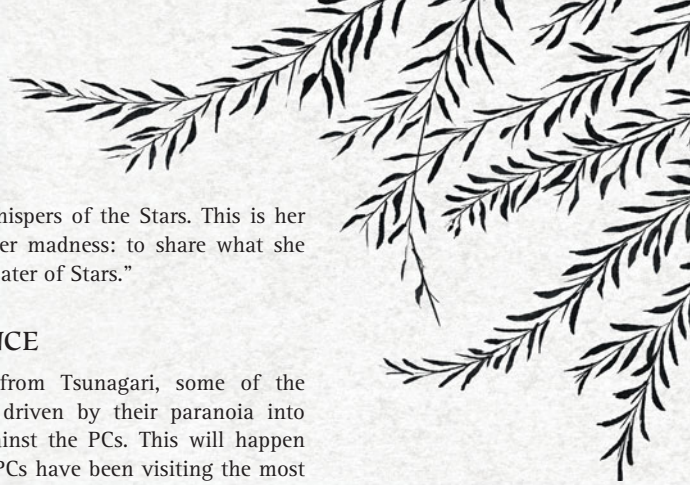 hispers of the Stars. This is her
er madness: to share what she
ater of Stars.”
NCE
from Tsunagari, some of the
driven by their paranoia into
ainst the PCs. This will happen
PCs have been visiting the most